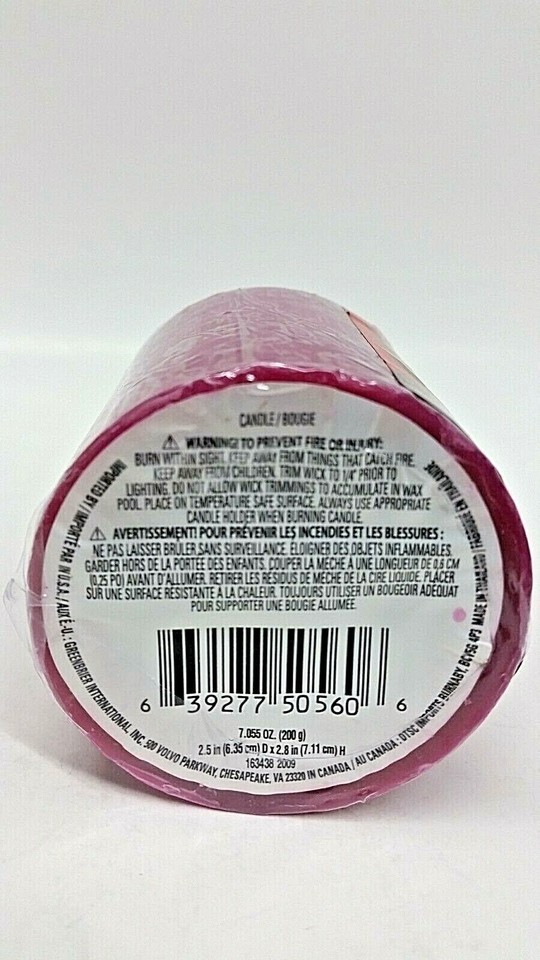 CANDLE / BOUGIE
⚠ WARNING! TO PREVENT FIRE OR INJURY:
BURN WITHIN SIGHT. KEEP AWAY FROM THINGS THAT CATCH FIRE.
KEEP AWAY FROM CHILDREN. TRIM WICK TO 1/4" PRIOR TO
LIGHTING. DO NOT ALLOW WICK TRIMMINGS TO ACCUMULATE IN WAX
POOL. PLACE ON TEMPERATURE SAFE SURFACE. ALWAYS USE APPROPRIATE
CANDLE HOLDER WHEN BURNING CANDLE.
⚠ AVERTISSEMENT! POUR PRÉVENIR LES INCENDIES ET LES BLESSURES :
NE PAS LAISSER BRÛLER SANS SURVEILLANCE. ÉLOIGNER DES OBJETS INFLAMMABLES.
GARDER HORS DE LA PORTÉE DES ENFANTS. COUPER LA MÈCHE À UNE LONGUEUR DE 0,6 CM
(0,25 PO) AVANT D'ALLUMER. RETIRER LES RÉSIDUS DE MÈCHE DE LA CIRE LIQUIDE. PLACER
SUR UNE SURFACE RÉSISTANTE À LA CHALEUR. TOUJOURS UTILISER UN BOUGEOIR ADÉQUAT
POUR SUPPORTER UNE BOUGIE ALLUMÉE.
6 39277 50560 6
7.055 OZ. (200 g)
2.5 in (6.35 cm) D x 2.8 in (7.11 cm) H
163438 2009
IMPORTED BY / IMPORTÉ PAR IN U.S.A. / AUX É.-U. : GREENBRIER INTERNATIONAL, INC. 500 VOLVO PARKWAY, CHESAPEAKE, VA 23320 IN CANADA / AU CANADA : DTSC IMPORTS BURNABY, BC V5G 4P3 MADE IN THAILAND / FABRIQUÉ EN THAÏLANDE